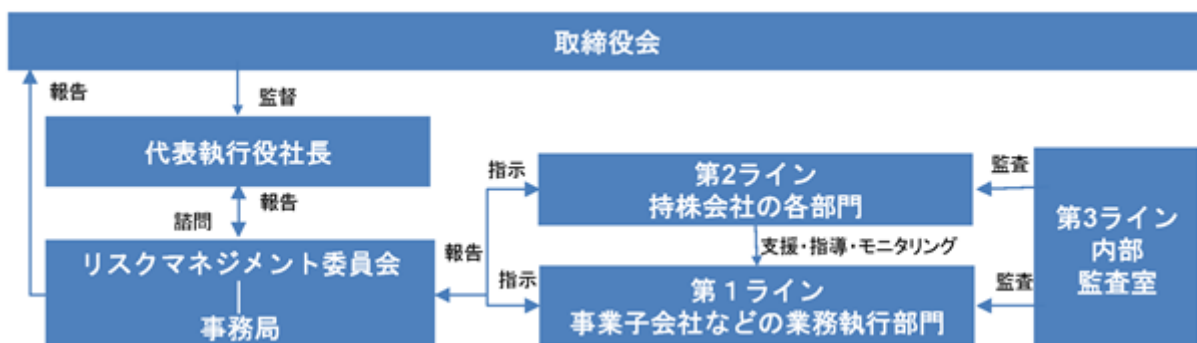 取締役会
報告
監督
代表執行役社長
報告
諮問
リスクマネジメント委員会
事務局
報告
指示
指示
第2ライン
持株会社の各部門
支援・指導・モニタリング
第１ライン
事業子会社などの業務執行部門
監査
監査
第3ライン
内部
監査室